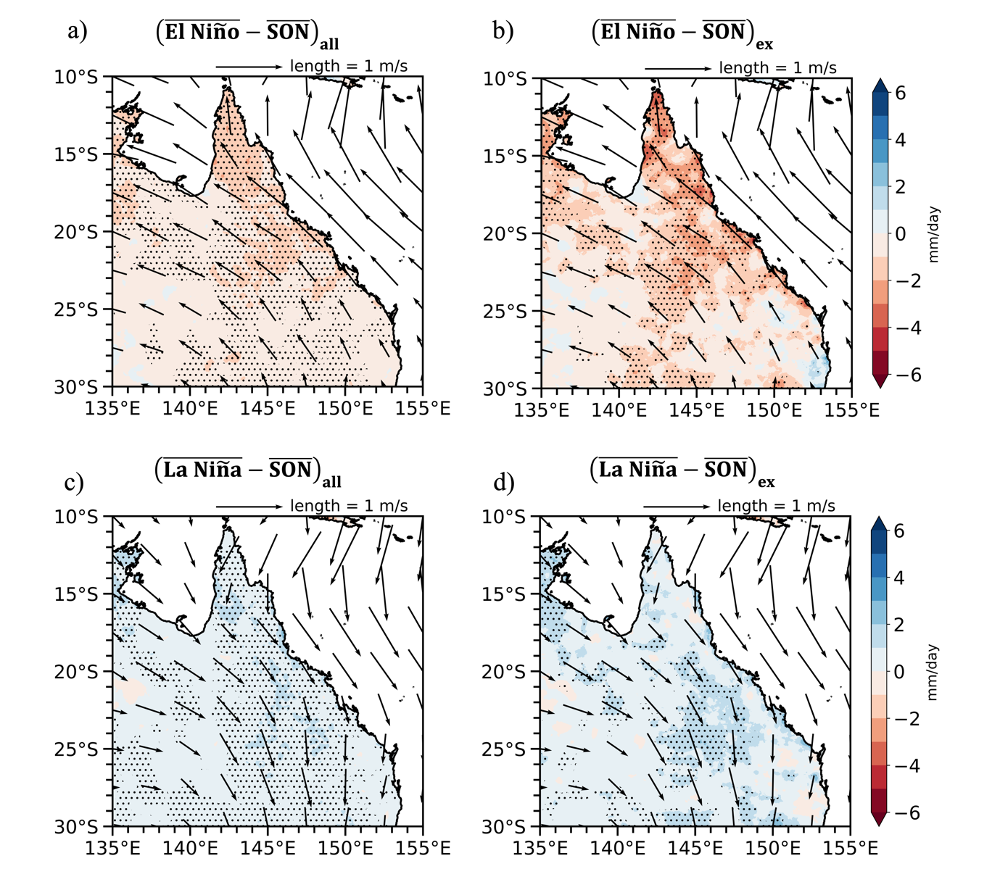 a) (El Niño − SON)all
length = 1 m/s
10°S
15°S
20°S
25°S
30°S
135°E 140°E 145°E 150°E 155°E
b) (El Niño − SON)ex
length = 1 m/s
10°S
15°S
20°S
25°S
30°S
135°E 140°E 145°E 150°E 155°E
6
4
2
0
−2
−4
−6
mm/day
c) (La Niña − SON)all
length = 1 m/s
10°S
15°S
20°S
25°S
30°S
135°E 140°E 145°E 150°E 155°E
d) (La Niña − SON)ex
length = 1 m/s
10°S
15°S
20°S
25°S
30°S
135°E 140°E 145°E 150°E 155°E
6
4
2
0
−2
−4
−6
mm/day